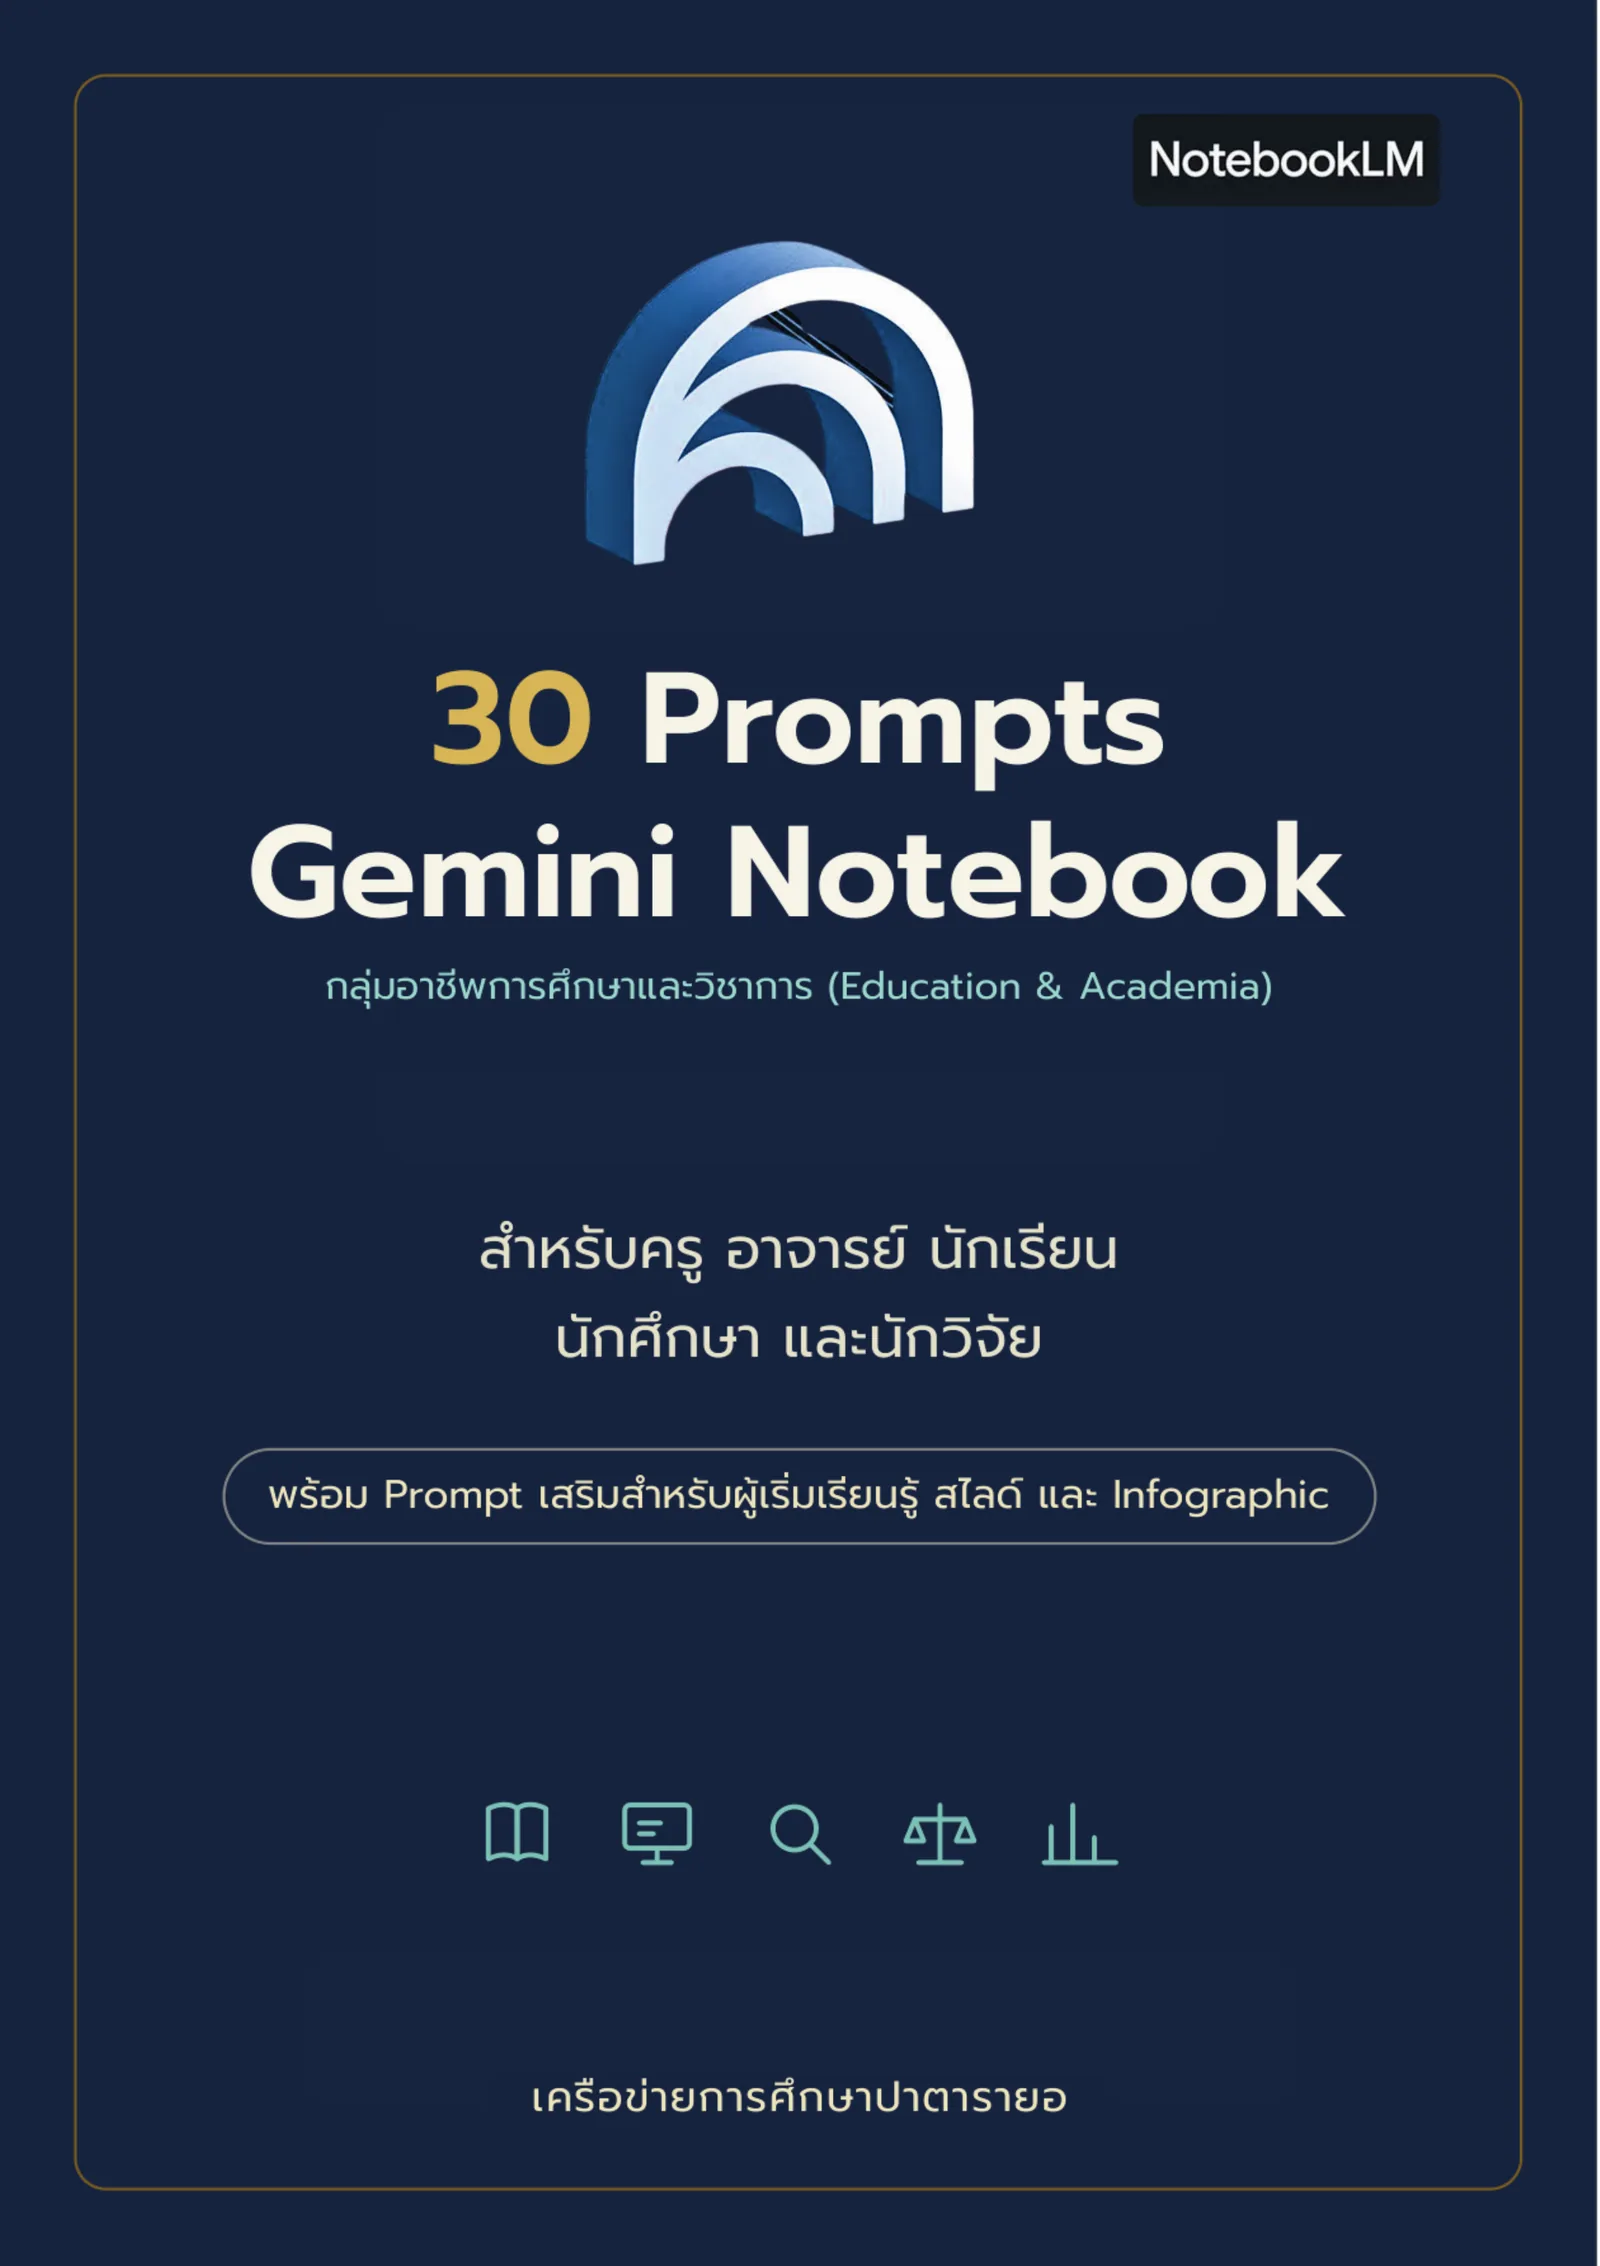 NotebookLM
30 Prompts
Gemini Notebook
กลุ่มอาชีพการศึกษาและวิชาการ (Education & Academia)
สำหรับครู อาจารย์ นักเรียน
นักศึกษา และนักวิจัย
พร้อม Prompt เสริมสำหรับผู้เริ่มเรียนรู้ สไลด์ และ Infographic
เครือข่ายการศึกษาปาตารายอ